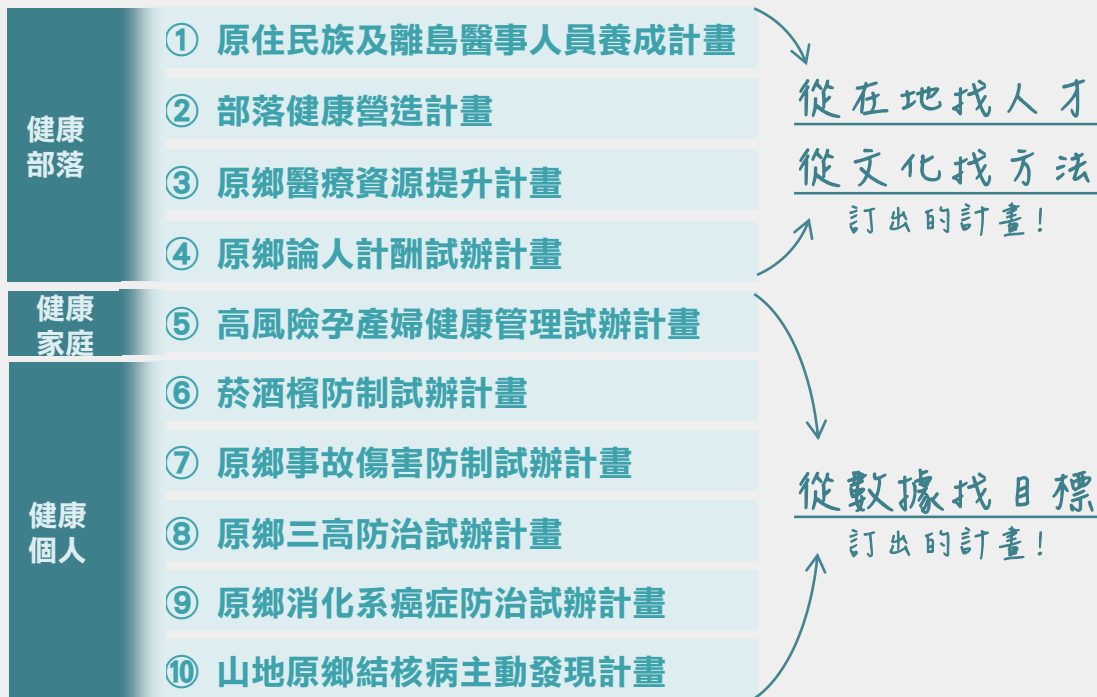 健康
部落
① 原住民族及離島醫事人員養成計畫
② 部落健康營造計畫
③ 原鄉醫療資源提升計畫
④ 原鄉論人計酬試辦計畫
從在地找人才
從文化找方法
訂出的計畫!
健康
家庭
⑤ 高風險孕產婦健康管理試辦計畫
健康
個人
⑥ 菸酒檳防制試辦計畫
⑦ 原鄉事故傷害防制試辦計畫
⑧ 原鄉三高防治試辦計畫
⑨ 原鄉消化系癌症防治試辦計畫
⑩ 山地原鄉結核病主動發現計畫
從數據找目標
訂出的計畫!